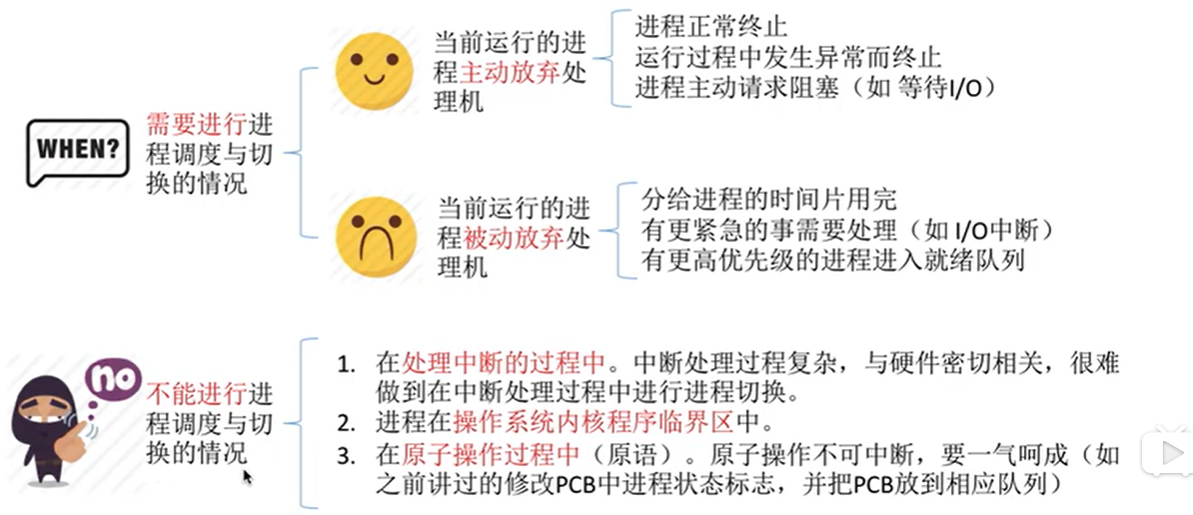 WHEN?
需要进行进
程调度与切
换的情况
当前运行的进
程主动放弃处
理机
进程正常终止
运行过程中发生异常而终止
进程主动请求阻塞（如 等待I/O）
当前运行的进
程被动放弃处
理机
分给进程的时间片用完
有更紧急的事需要处理（如 I/O中断）
有更高优先级的进程进入就绪队列
no
不能进行进
程调度与切
换的情况
1. 在处理中断的过程中。中断处理过程复杂，与硬件密切相关，很难
做到在中断处理过程中进行进程切换。
2. 进程在操作系统内核程序临界区中。
3. 在原子操作过程中（原语）。原子操作不可中断，要一气呵成（如
之前讲过的修改PCB中进程状态标志，并把PCB放到相应队列）